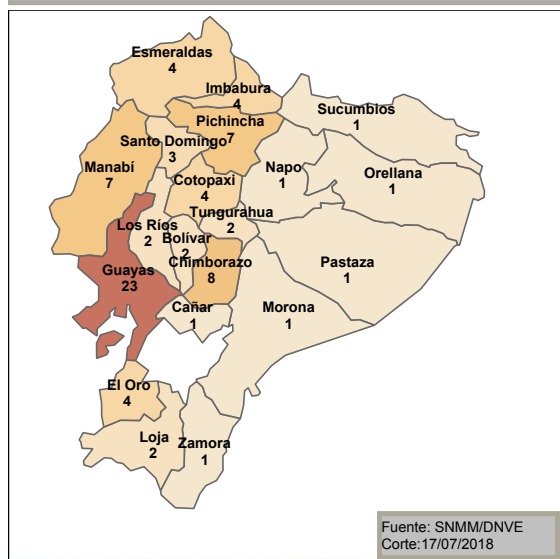 Esmeraldas
4
Imbabura
4
Sucumbios
1
Pichincha
7
Santo Domingo
3
Manabí
7
Cotopaxi
4
Napo
1
Orellana
1
Tungurahua
2
Los Ríos
2
Bolívar
2
Chimborazo
8
Pastaza
1
Guayas
23
Cañar
1
Morona
1
El Oro
4
Loja
2
Zamora
1
Fuente: SNMM/DNVE
Corte:17/07/2018